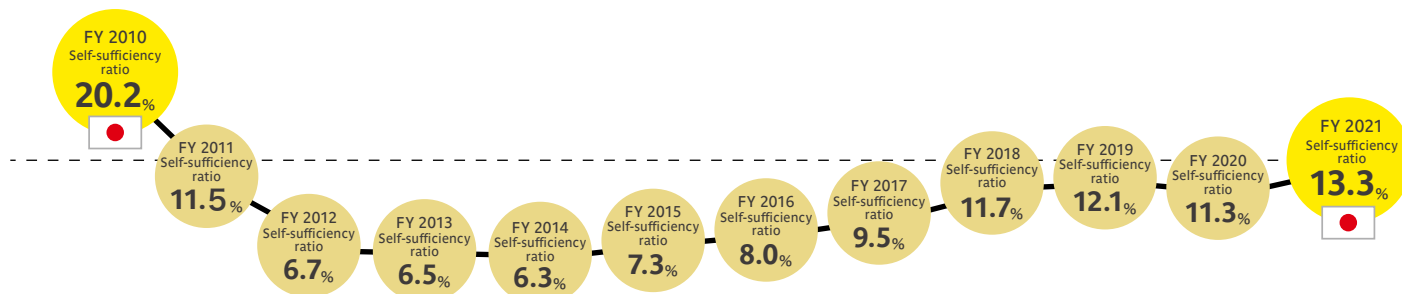 FY 2010
Self-sufficiency
ratio
20.2%
FY 2011
Self-sufficiency
ratio
11.5%
FY 2012
Self-sufficiency
ratio
6.7%
FY 2013
Self-sufficiency
ratio
6.5%
FY 2014
Self-sufficiency
ratio
6.3%
FY 2015
Self-sufficiency
ratio
7.3%
FY 2016
Self-sufficiency
ratio
8.0%
FY 2017
Self-sufficiency
ratio
9.5%
FY 2018
Self-sufficiency
ratio
11.7%
FY 2019
Self-sufficiency
ratio
12.1%
FY 2020
Self-sufficiency
ratio
11.3%
FY 2021
Self-sufficiency
ratio
13.3%